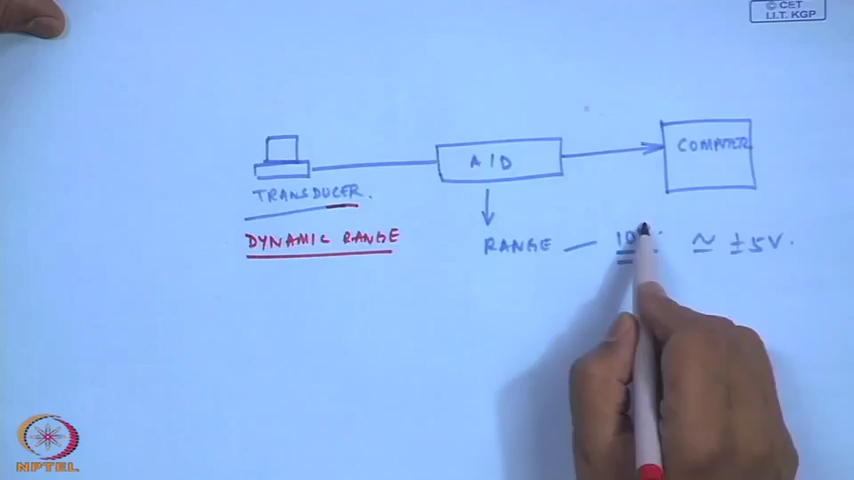 © CET
I.I.T. KGP
A/D
COMPUTER
TRANSDUCER.
DYNAMIC RANGE
RANGE — ≈ ±5V.
NPTEL